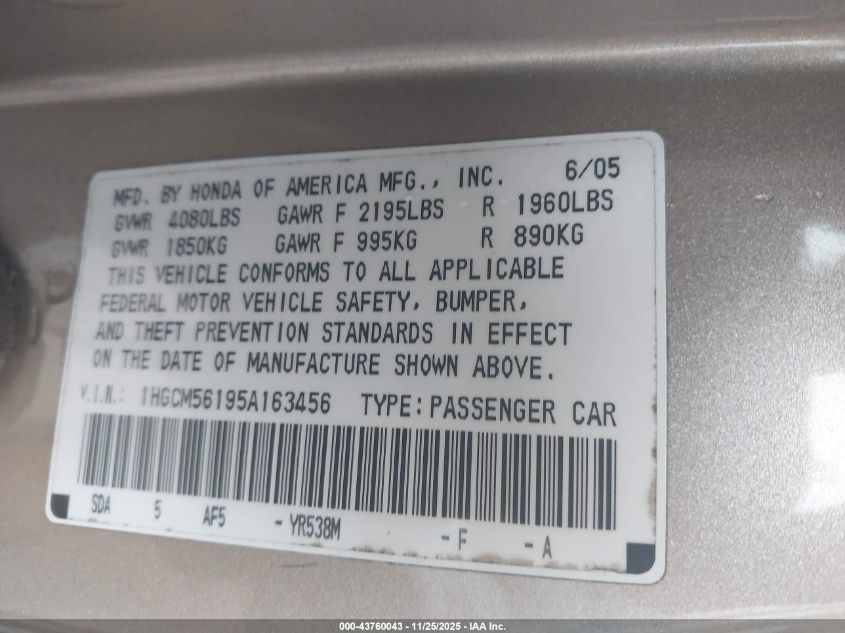 MFD. BY HONDA OF AMERICA MFG., INC. 6/05
GVWR 4080LBS GAWR F 2195LBS R 1960LBS
GVWR 1850KG GAWR F 995KG R 890KG
THIS VEHICLE CONFORMS TO ALL APPLICABLE
FEDERAL MOTOR VEHICLE SAFETY, BUMPER,
AND THEFT PREVENTION STANDARDS IN EFFECT
ON THE DATE OF MANUFACTURE SHOWN ABOVE.
V.I.N.: 1HGCM56195A163456 TYPE: PASSENGER CAR
SDA 5 AF5 - YR538M - F - A
000-43760043 - 11/25/2025 - IAA Inc.